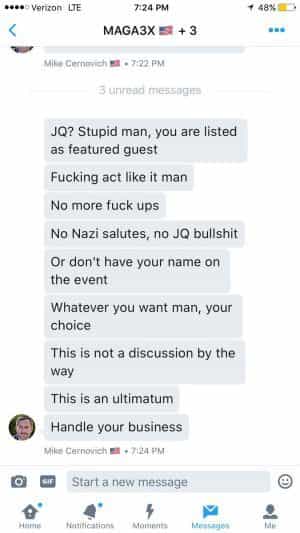 Verizon LTE
7:24 PM
48%
MAGA3X 🇺🇸 + 3
Mike Cernovich 🇺🇸 • 7:22 PM
3 unread messages
JQ? Stupid man, you are listed
as featured guest
Fucking act like it man
No more fuck ups
No Nazi salutes, no JQ bullshit
Or don't have your name on
the event
Whatever you want man, your
choice
This is not a discussion by the
way
This is an ultimatum
Handle your business
Mike Cernovich 🇺🇸 • 7:24 PM
GIF
Start a new message
Home
Notifications
Moments
Messages
Me